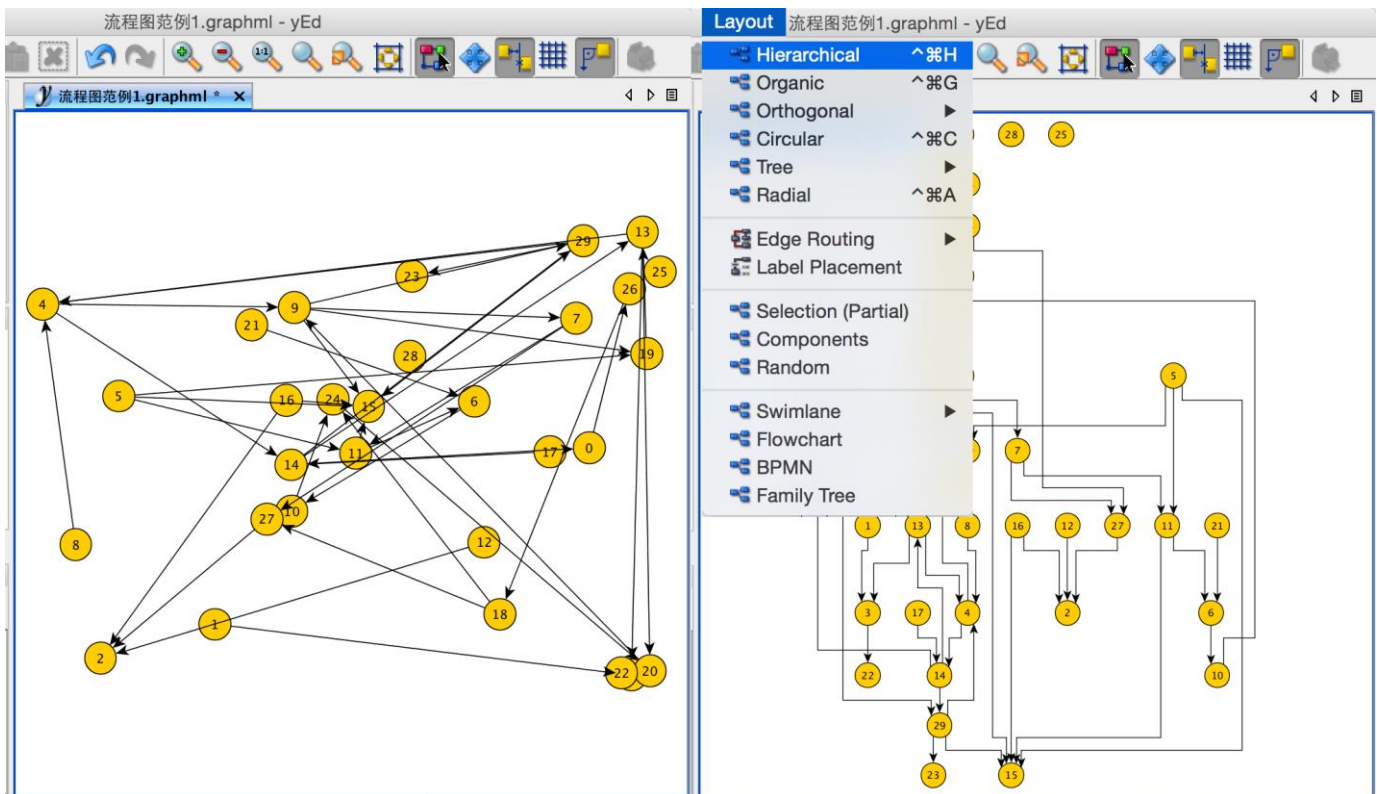 流程图范例1.graphml - yEd
1:1
y 流程图范例1.graphml * X
29
13
25
23
26
4
9
7
21
19
28
5
16
24
15
6
11
17
0
14
10
27
8
12
18
1
2
22
20
Layout 流程图范例1.graphml - yEd
Hierarchical ^⌘H
Organic ^⌘G
Orthogonal ▶
Circular ^⌘C
Tree ▶
Radial ^⌘A
Edge Routing ▶
Label Placement
Selection (Partial)
Components
Random
Swimlane ▶
Flowchart
BPMN
Family Tree
28
25
5
7
1
13
8
16
12
27
11
21
3
17
4
2
6
22
14
10
29
23
15